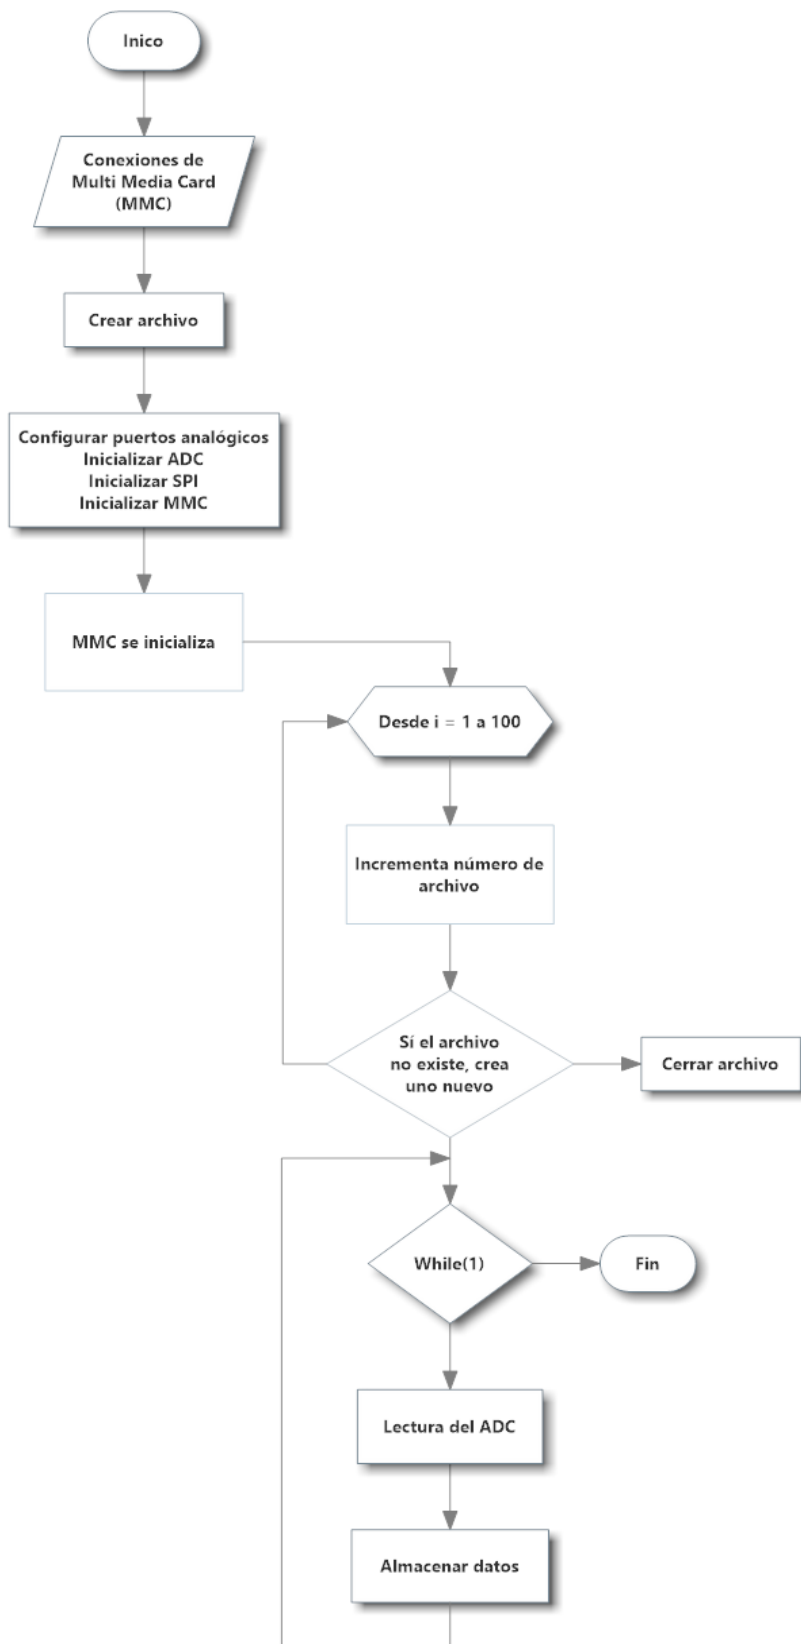 Inico
Conexiones de
Multi Media Card
(MMC)
Crear archivo
Configurar puertos analógicos
Inicializar ADC
Inicializar SPI
Inicializar MMC
MMC se inicializa
Desde i = 1 a 100
Incrementa número de
archivo
Sí el archivo
no existe, crea
uno nuevo
Cerrar archivo
While(1)
Fin
Lectura del ADC
Almacenar datos